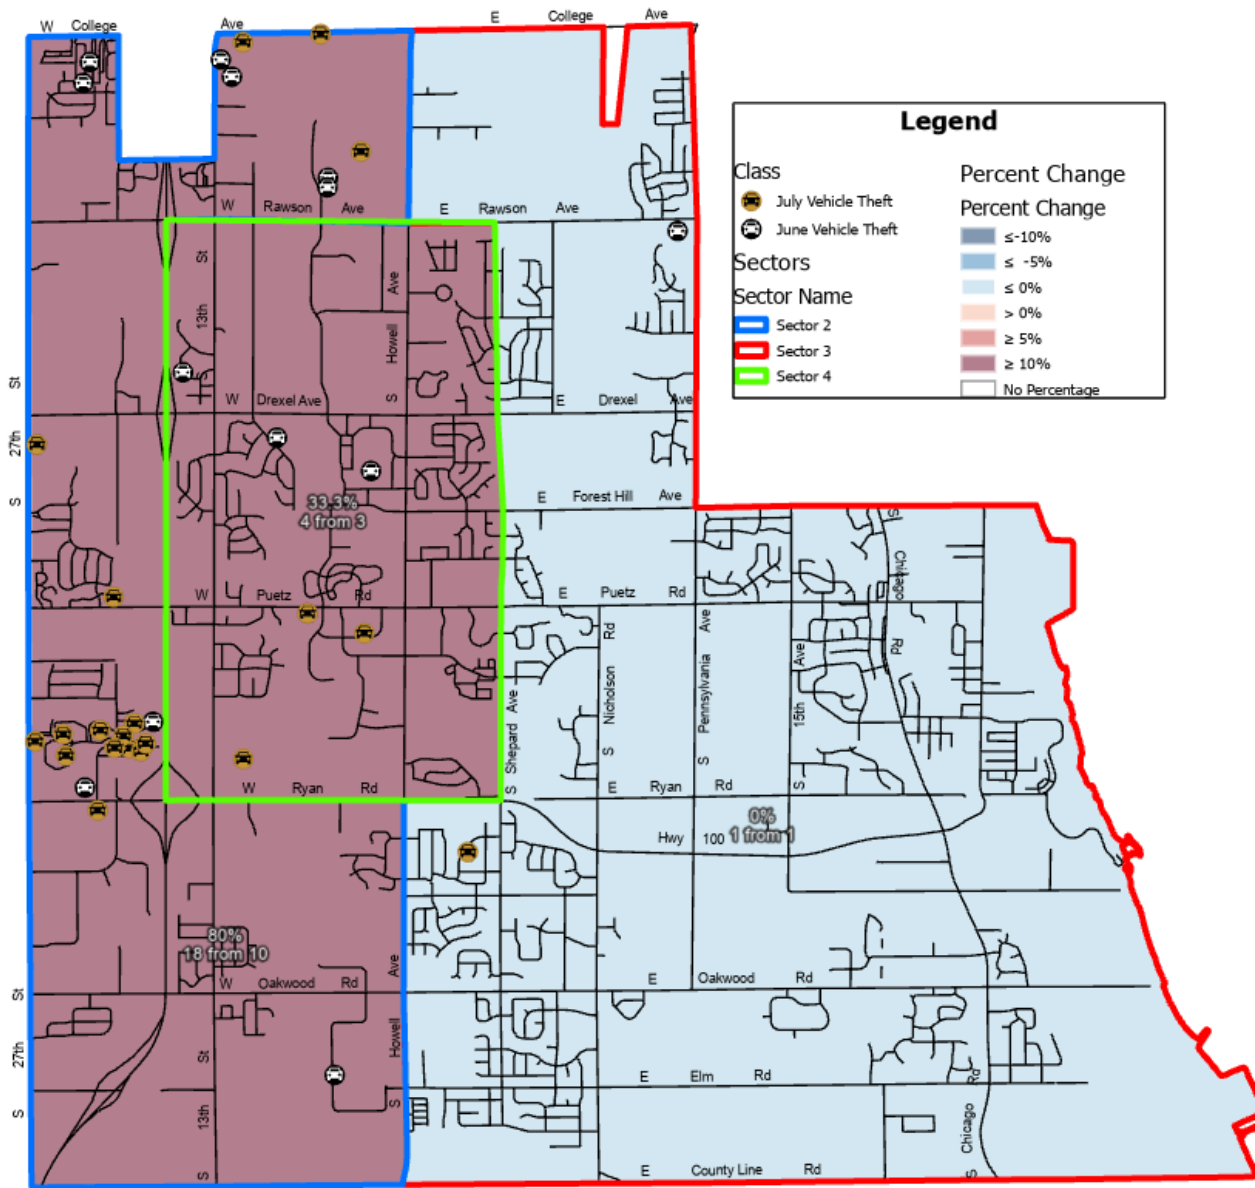 W College Ave E College Ave
Legend
Class
July Vehicle Theft
June Vehicle Theft
Sectors
Sector Name
Sector 2
Sector 3
Sector 4
Percent Change
Percent Change
≤-10%
≤ -5%
≤ 0%
> 0%
≥ 5%
≥ 10%
No Percentage
W Rawson Ave E Rawson Ave
S 13th St
S Howell Ave
S 27th St
W Drexel Ave E Drexel Ave
33.3%
4 from 3
E Forest Hill Ave
S Chicago Rd
W Puetz Rd E Puetz Rd
S Shepard Ave
S Nicholson Rd
S Pennsylvania Ave
S 15th Ave
W Ryan Rd E Ryan Rd
Hwy 100
0%
1 from 1
80%
18 from 10
W Oakwood Rd E Oakwood Rd
S 27th St
S 13th St
S Howell Ave
E Elm Rd
S Chicago Rd
E County Line Rd